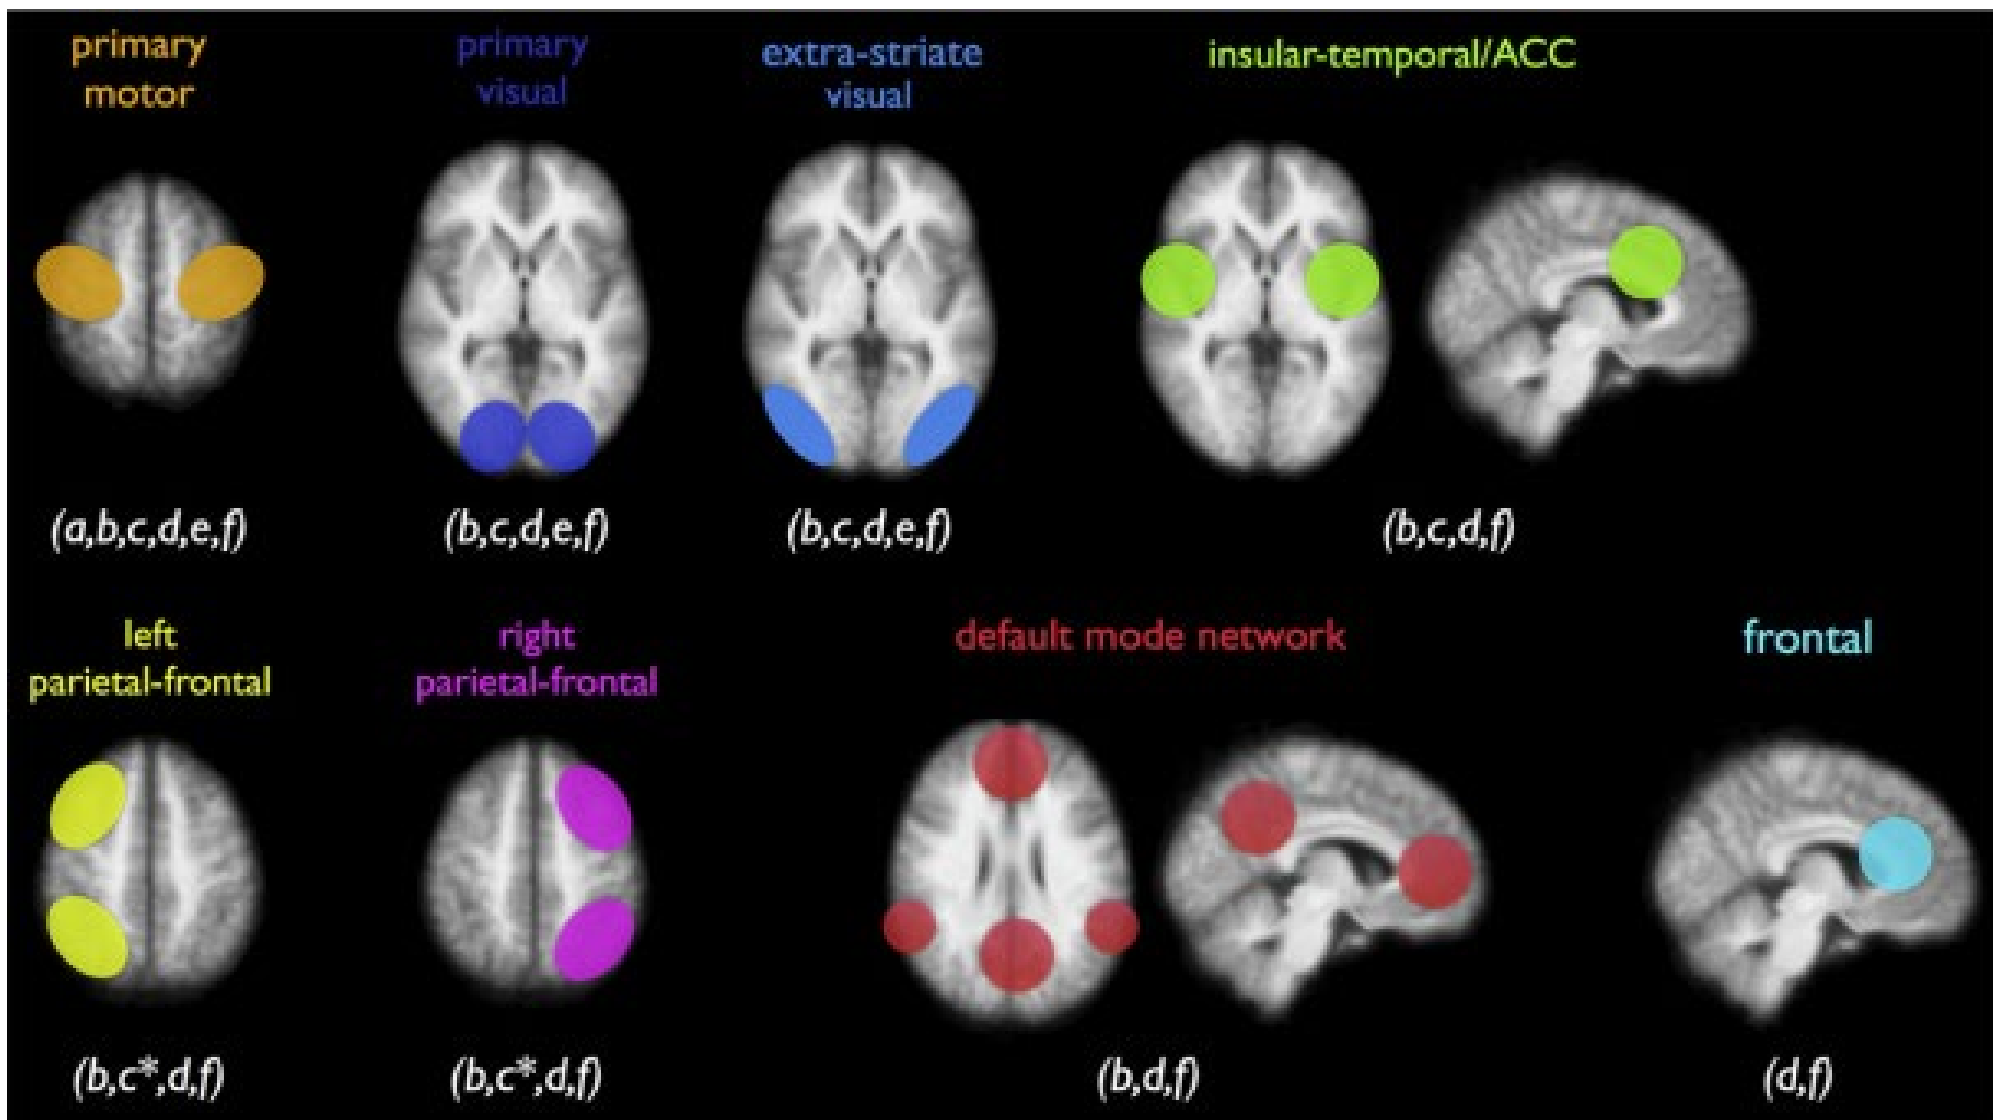 primary
motor
primary
visual
extra-striate
visual
insular-temporal/ACC
(a,b,c,d,e,f)
(b,c,d,e,f)
(b,c,d,e,f)
(b,c,d,f)
left
parietal-frontal
right
parietal-frontal
default mode network
frontal
(b,c*,d,f)
(b,c*,d,f)
(b,d,f)
(d,f)